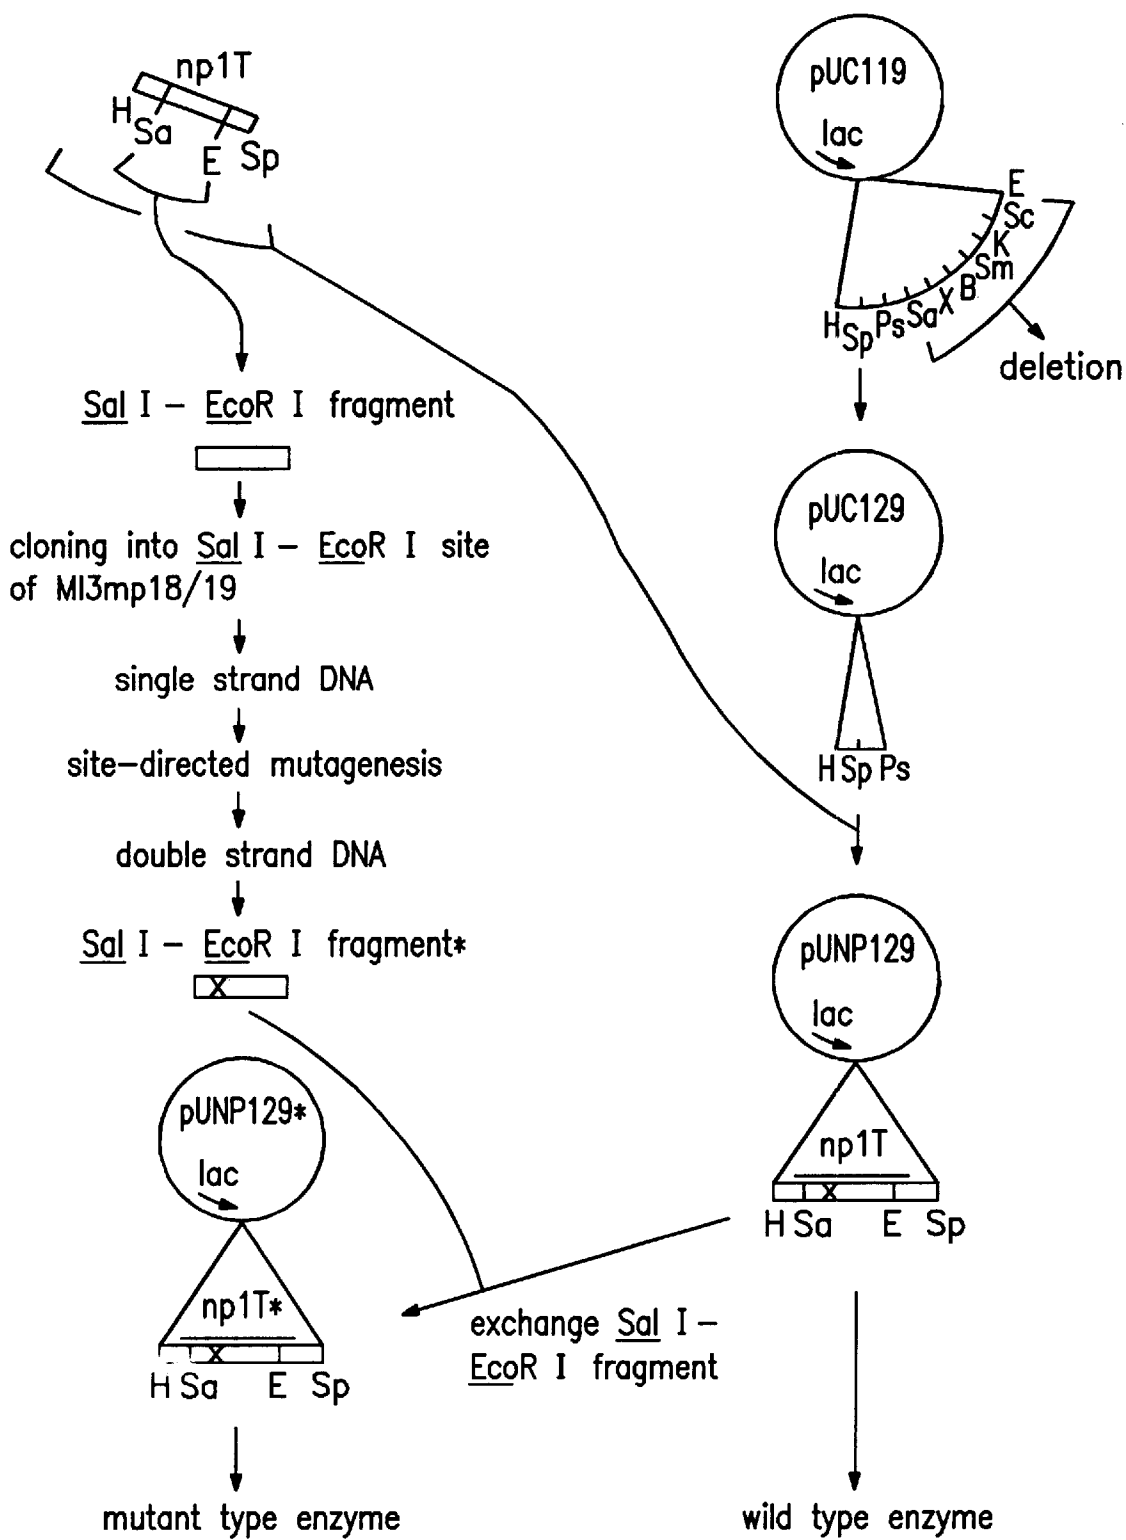 np1T
H
Sa
E
Sp
Sal I – EcoR I fragment
cloning into Sal I – EcoR I site
of MI3mp18/19
single strand DNA
site–directed mutagenesis
double strand DNA
Sal I – EcoR I fragment*
X
pUNP129*
lac
np1T*
X
H Sa E Sp
mutant type enzyme
pUC119
lac
E
Sc
K
Sm
B
X
Sa
Ps
Sp
H
deletion
pUC129
lac
H Sp Ps
pUNP129
lac
np1T
X
H Sa E Sp
exchange Sal I –
EcoR I fragment
wild type enzyme